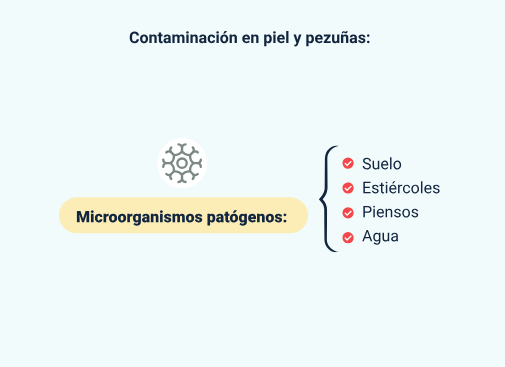 Contaminación en piel y pezuñas:
Microorganismos patógenos:
Suelo
Estiércoles
Piensos
Agua